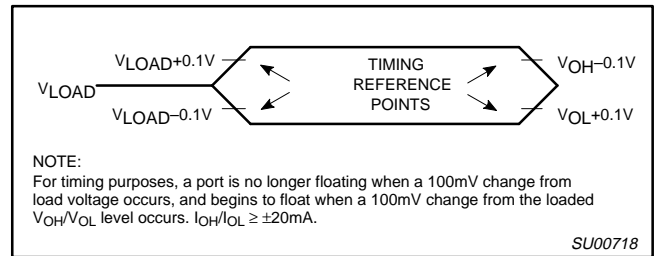 VLOAD+0.1V
TIMING
VOH–0.1V
VLOAD
REFERENCE
POINTS
VLOAD–0.1V
VOL+0.1V
NOTE:
For timing purposes, a port is no longer floating when a 100mV change from
load voltage occurs, and begins to float when a 100mV change from the loaded
VOH/VOL level occurs. IOH/IOL ≥ ±20mA.
SU00718